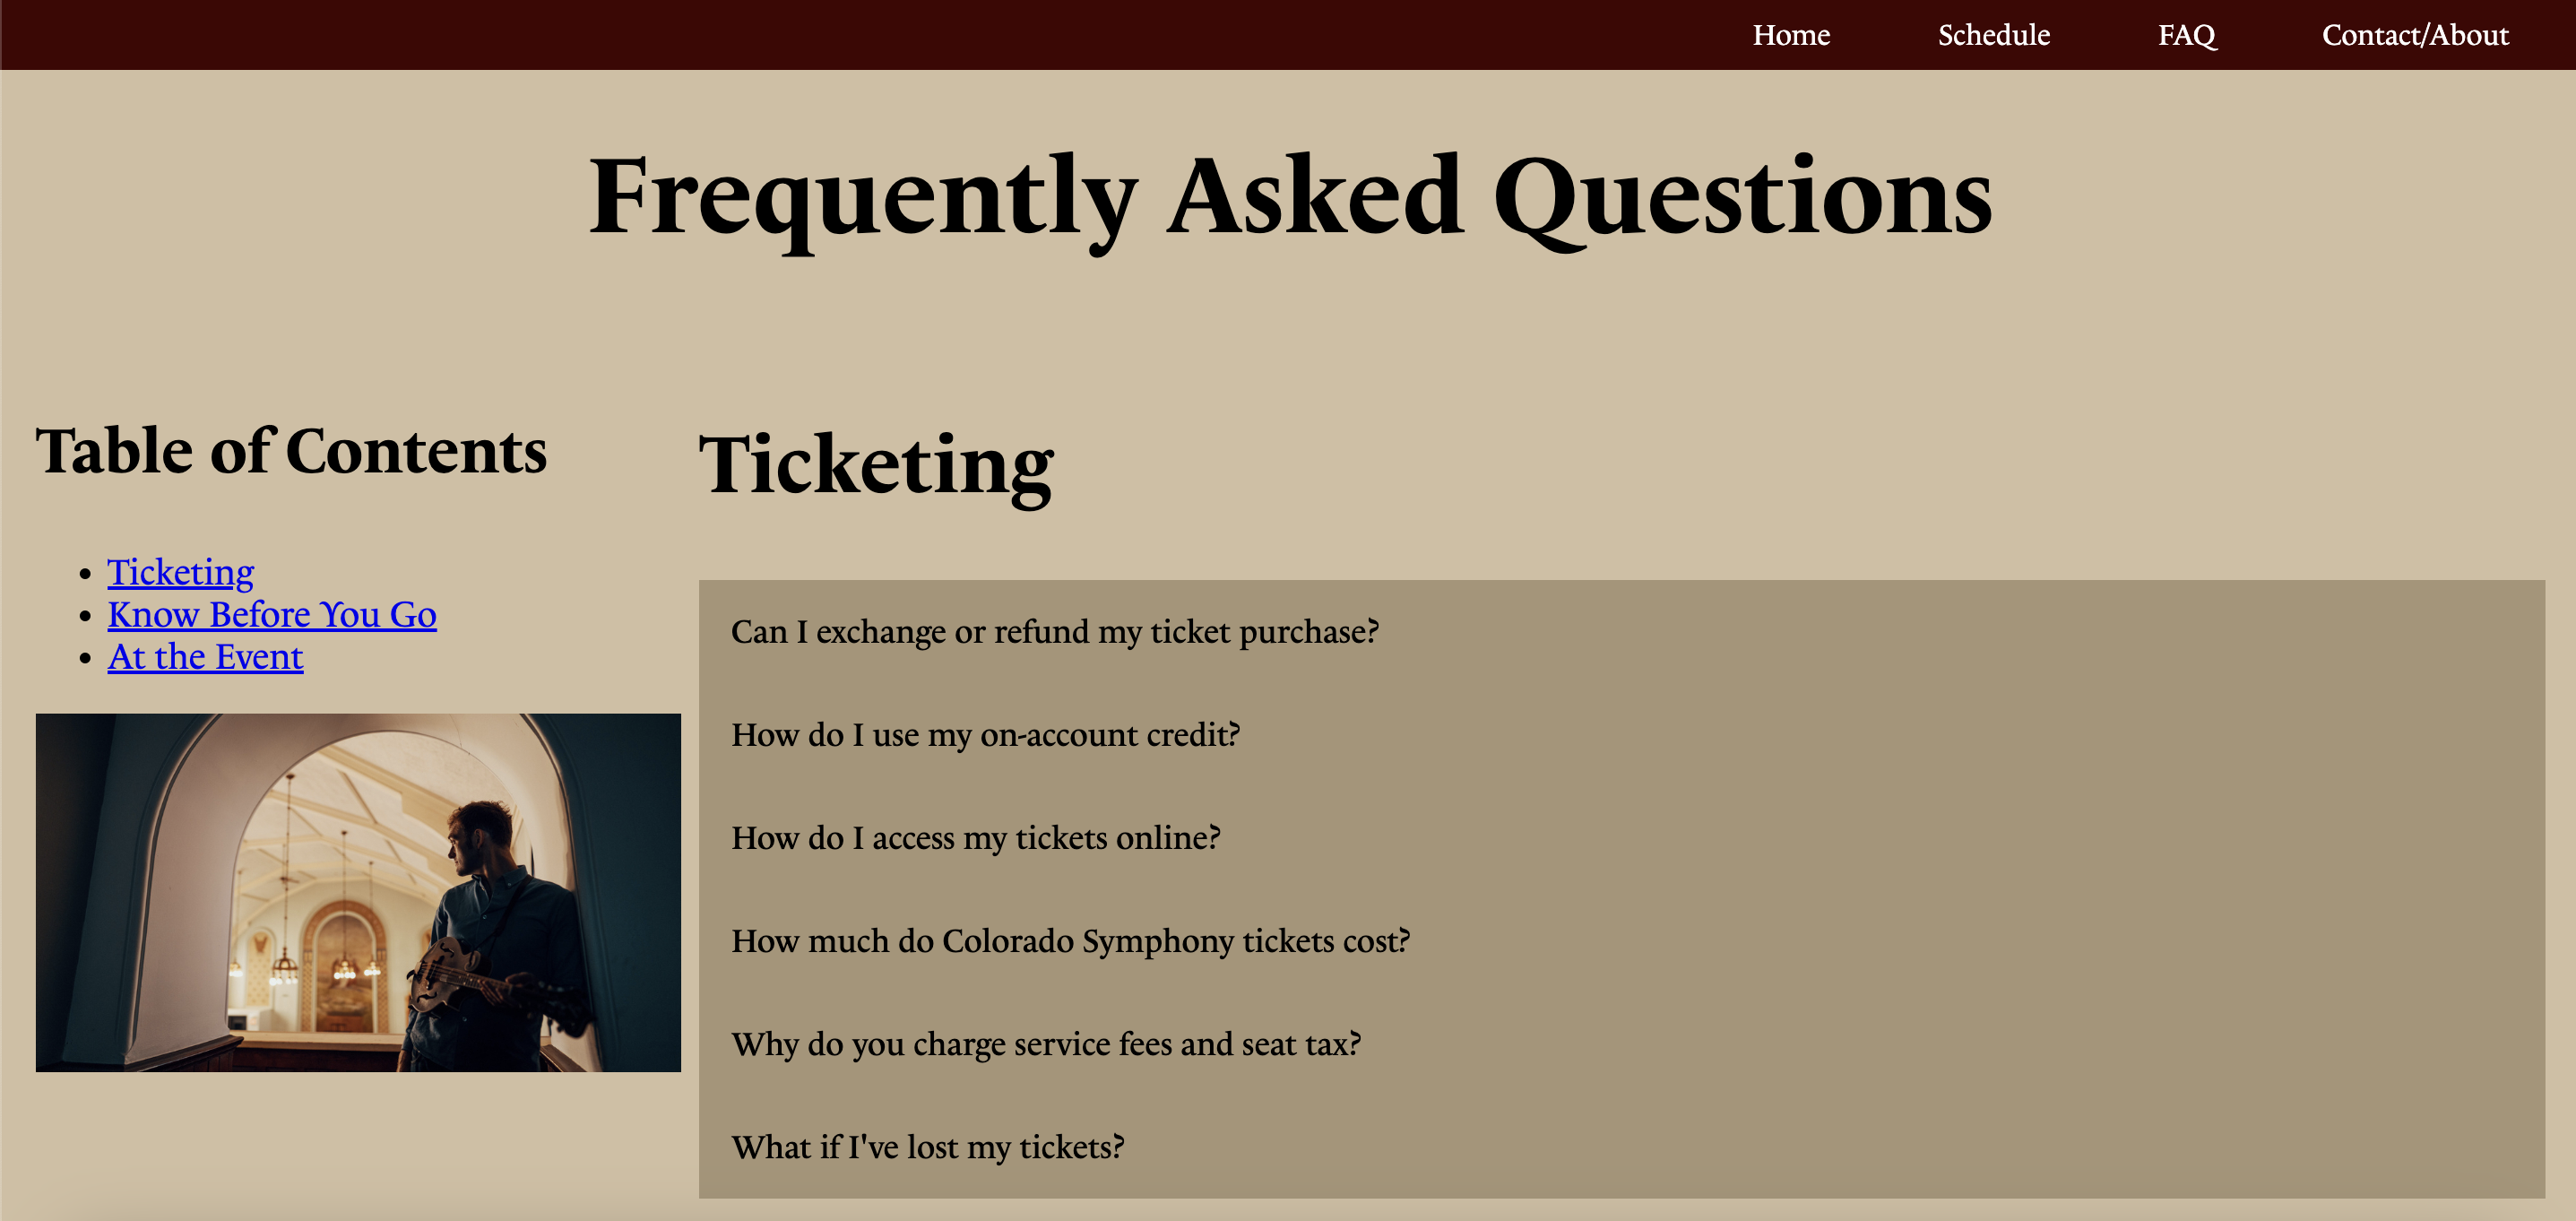 Home Schedule FAQ Contact/About
Frequently Asked Questions
Table of Contents
Ticketing
Know Before You Go
At the Event
Ticketing
Can I exchange or refund my ticket purchase?
How do I use my on-account credit?
How do I access my tickets online?
How much do Colorado Symphony tickets cost?
Why do you charge service fees and seat tax?
What if I've lost my tickets?